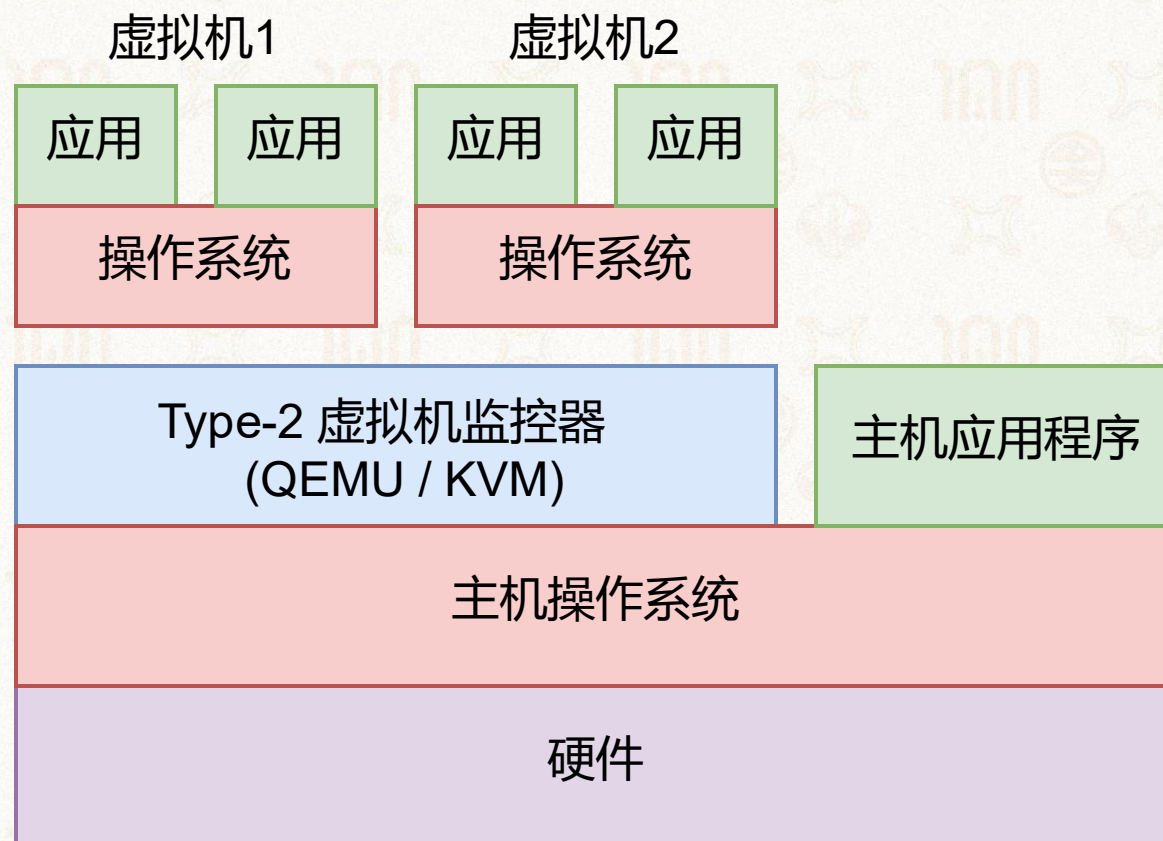 虚拟机1
虚拟机2
应用
应用
应用
应用
操作系统
操作系统
Type-2 虚拟机监控器
(QEMU / KVM)
主机应用程序
主机操作系统
硬件